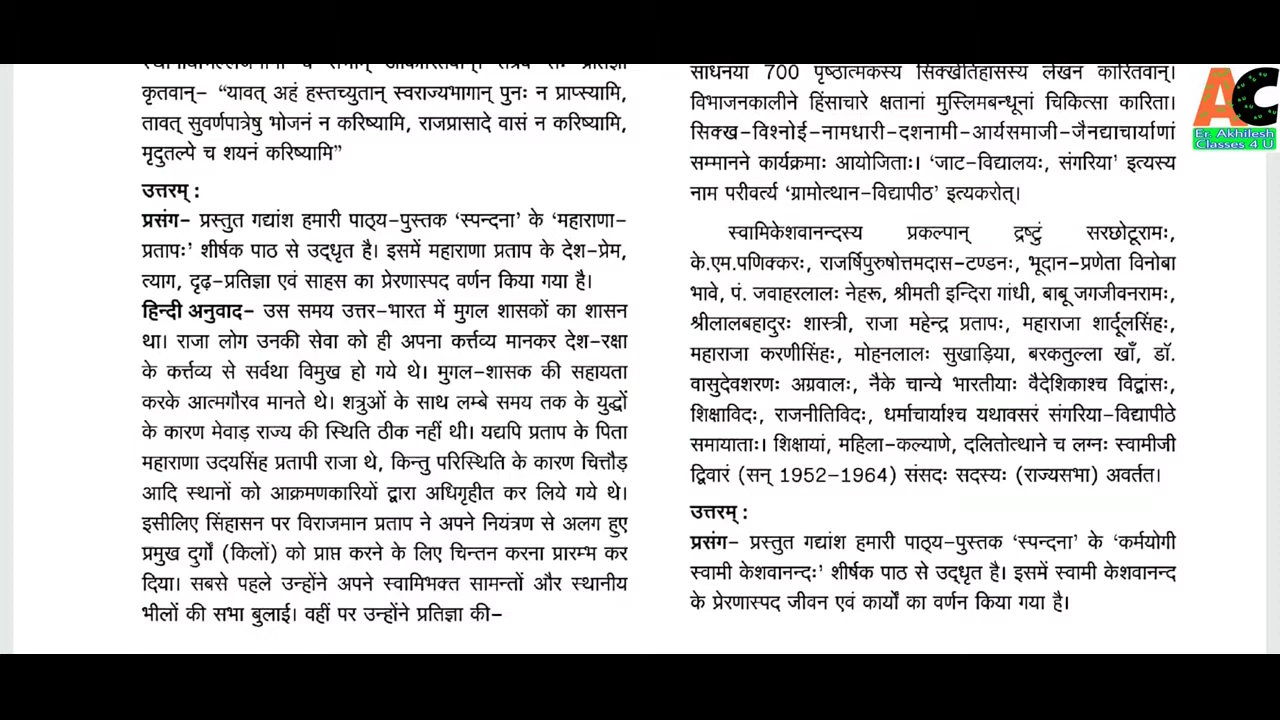 कृतवान्– “यावत् अहं हस्तच्युतान् स्वराज्यभागान् पुनः न प्राप्स्यामि,
तावत् सुवर्णपात्रेषु भोजनं न करिष्यामि, राजप्रासादे वासं न करिष्यामि,
मृदुतल्पे च शयनं करिष्यामि”
उत्तरम् :
प्रसंग– प्रस्तुत गद्यांश हमारी पाठ्य-पुस्तक ‘स्पन्दना’ के ‘महाराणा-
प्रतापः’ शीर्षक पाठ से उद्धृत है। इसमें महाराणा प्रताप के देश-प्रेम,
त्याग, दृढ़-प्रतिज्ञा एवं साहस का प्रेरणास्पद वर्णन किया गया है।
हिन्दी अनुवाद– उस समय उत्तर-भारत में मुगल शासकों का शासन
था। राजा लोग उनकी सेवा को ही अपना कर्त्तव्य मानकर देश-रक्षा
के कर्त्तव्य से सर्वथा विमुख हो गये थे। मुगल-शासक की सहायता
करके आत्मगौरव मानते थे। शत्रुओं के साथ लम्बे समय तक के युद्धों
के कारण मेवाड़ राज्य की स्थिति ठीक नहीं थी। यद्यपि प्रताप के पिता
महाराणा उदयसिंह प्रतापी राजा थे, किन्तु परिस्थिति के कारण चित्तौड़
आदि स्थानों को आक्रमणकारियों द्वारा अधिगृहीत कर लिये गये थे।
इसीलिए सिंहासन पर विराजमान प्रताप ने अपने नियंत्रण से अलग हुए
प्रमुख दुर्गों (किलों) को प्राप्त करने के लिए चिन्तन करना प्रारम्भ कर
दिया। सबसे पहले उन्होंने अपने स्वामिभक्त सामन्तों और स्थानीय
भीलों की सभा बुलाई। वहीं पर उन्होंने प्रतिज्ञा की–
साधनया 700 पृष्ठात्मकस्य सिक्खेतिहासस्य लेखनं कारितवान्।
विभाजनकालीने हिंसाचारे क्षतानां मुस्लिमबन्धूनां चिकित्सा कारिता।
सिक्ख-विश्नोई-नामधारी-दशनामी-आर्यसमाजी-जैनद्याचार्याणां
सम्मानने कार्यक्रमाः आयोजिताः। ‘जाट-विद्यालयः, संगरिया’ इत्यस्य
नाम परीवर्त्य ‘ग्रामोत्थान-विद्यापीठ’ इत्यकरोत्।
स्वामिकेशवानन्दस्य प्रकल्पान् द्रष्टुं सरछोटूरामः,
के.एम.पणिक्करः, राजर्षिपुरुषोत्तमदास-टण्डनः, भूदान-प्रणेता विनोबा
भावे, पं. जवाहरलालः नेहरू, श्रीमती इन्दिरा गांधी, बाबू जगजीवनरामः,
श्रीलालबहादुरः शास्त्री, राजा महेन्द्र प्रतापः, महाराजा शार्दूलसिंहः,
महाराजा करणीसिंहः, मोहनलालः सुखाड़िया, बरकतुल्ला खाँ, डॉ.
वासुदेवशरणः अग्रवालः, नैके चान्ये भारतीयाः वैदेशिकाश्च विद्वांसः,
शिक्षाविदः, राजनीतिविदः, धर्माचार्याश्च यथावसरं संगरिया-विद्यापीठे
समायाताः। शिक्षायां, महिला-कल्याणे, दलितोत्थाने च लग्नः स्वामीजी
द्विवारं (सन् 1952-1964) संसदः सदस्यः (राज्यसभा) अवर्तत।
उत्तरम् :
प्रसंग– प्रस्तुत गद्यांश हमारी पाठ्य-पुस्तक ‘स्पन्दना’ के ‘कर्मयोगी
स्वामी केशवानन्दः’ शीर्षक पाठ से उद्धृत है। इसमें स्वामी केशवानन्द
के प्रेरणास्पद जीवन एवं कार्यों का वर्णन किया गया है।
AC
Er. Akhilesh
Classes 4 U